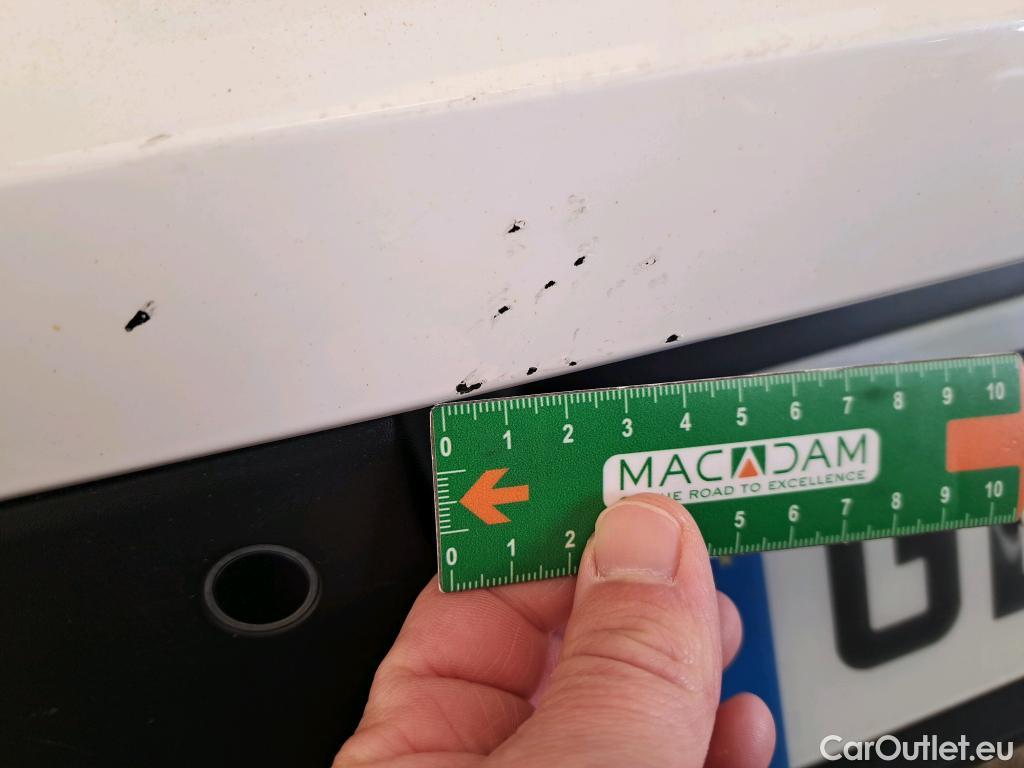 0 1 2 3 4 5 6 7 8 9 10
MACADAM
THE ROAD TO EXCELLENCE
0 1 2 5 6 7 8 9 10
G
CarOutlet.eu